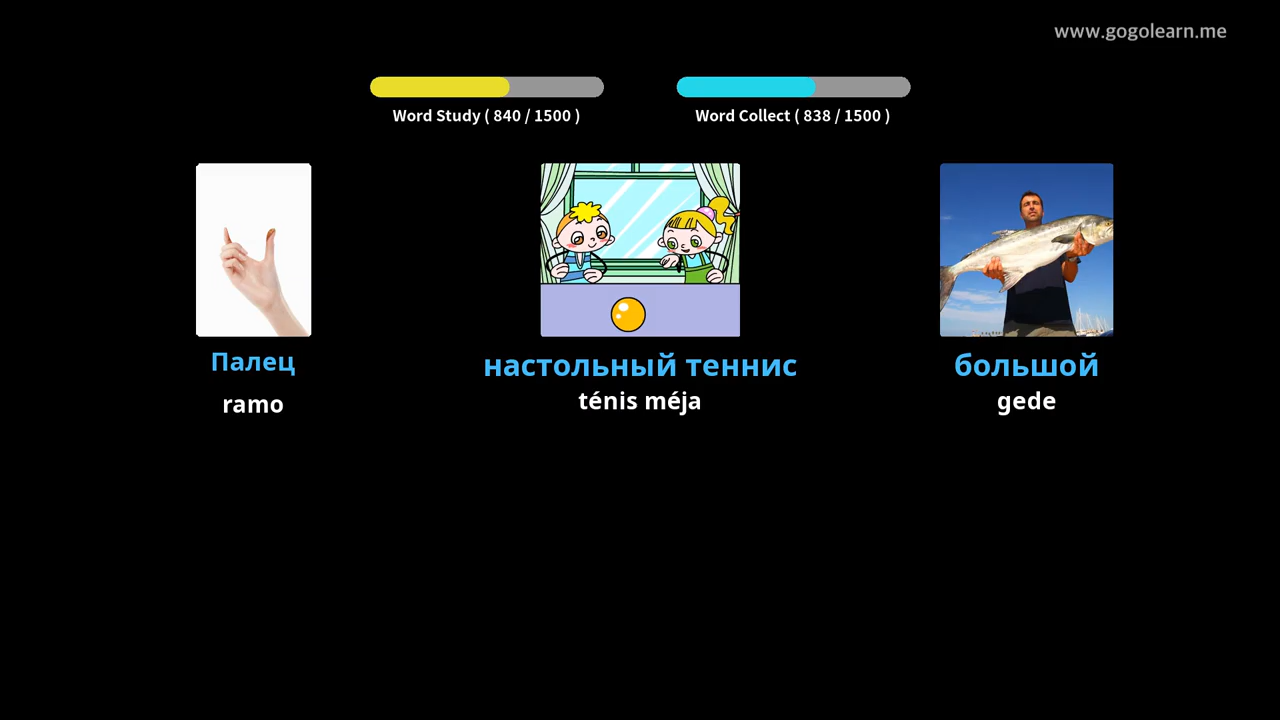 www.gogolearn.me
Word Study ( 840 / 1500 )
Word Collect ( 838 / 1500 )
Палец
ramo
настольный теннис
ténis méja
большой
gede